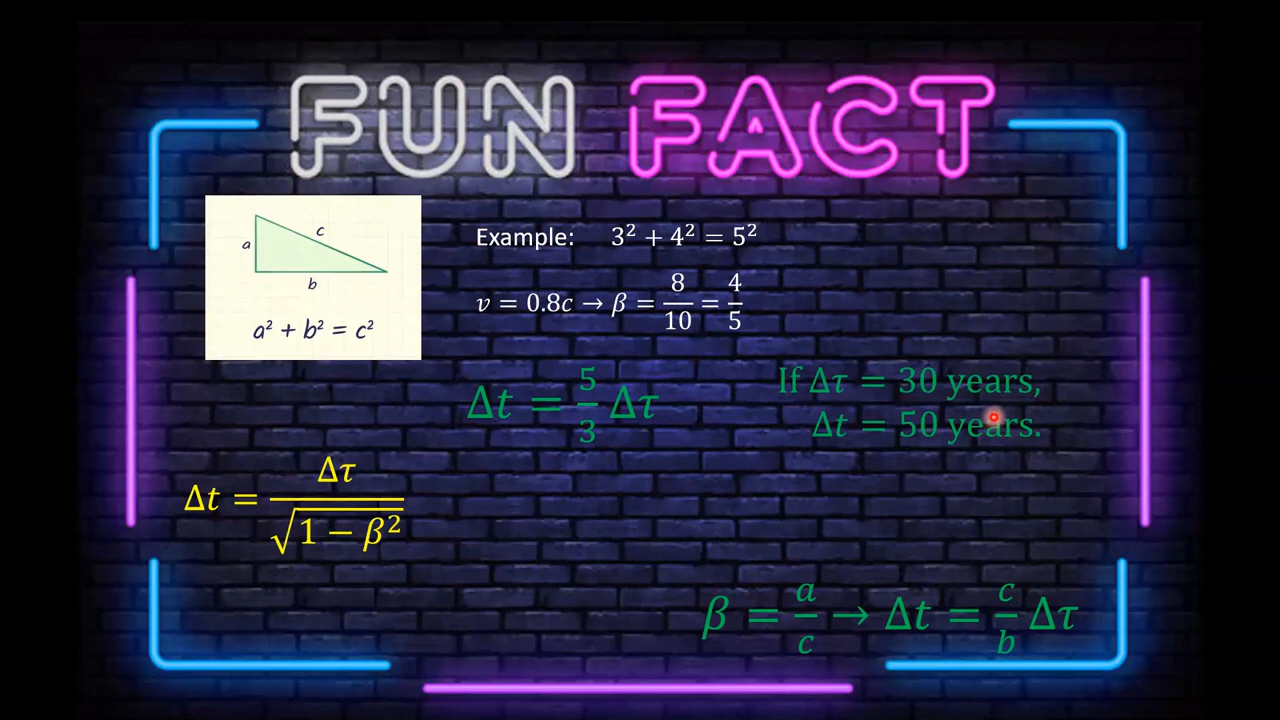 FUN FACT
a
c
b
a² + b² = c²
Example: 3² + 4² = 5²
v = 0.8c → β = 8/10 = 4/5
Δt = 5/3 Δτ
If Δτ = 30 years,
Δt = 50 years.
Δt = Δτ/√(1 − β²)
β = a/c → Δt = c/b Δτ